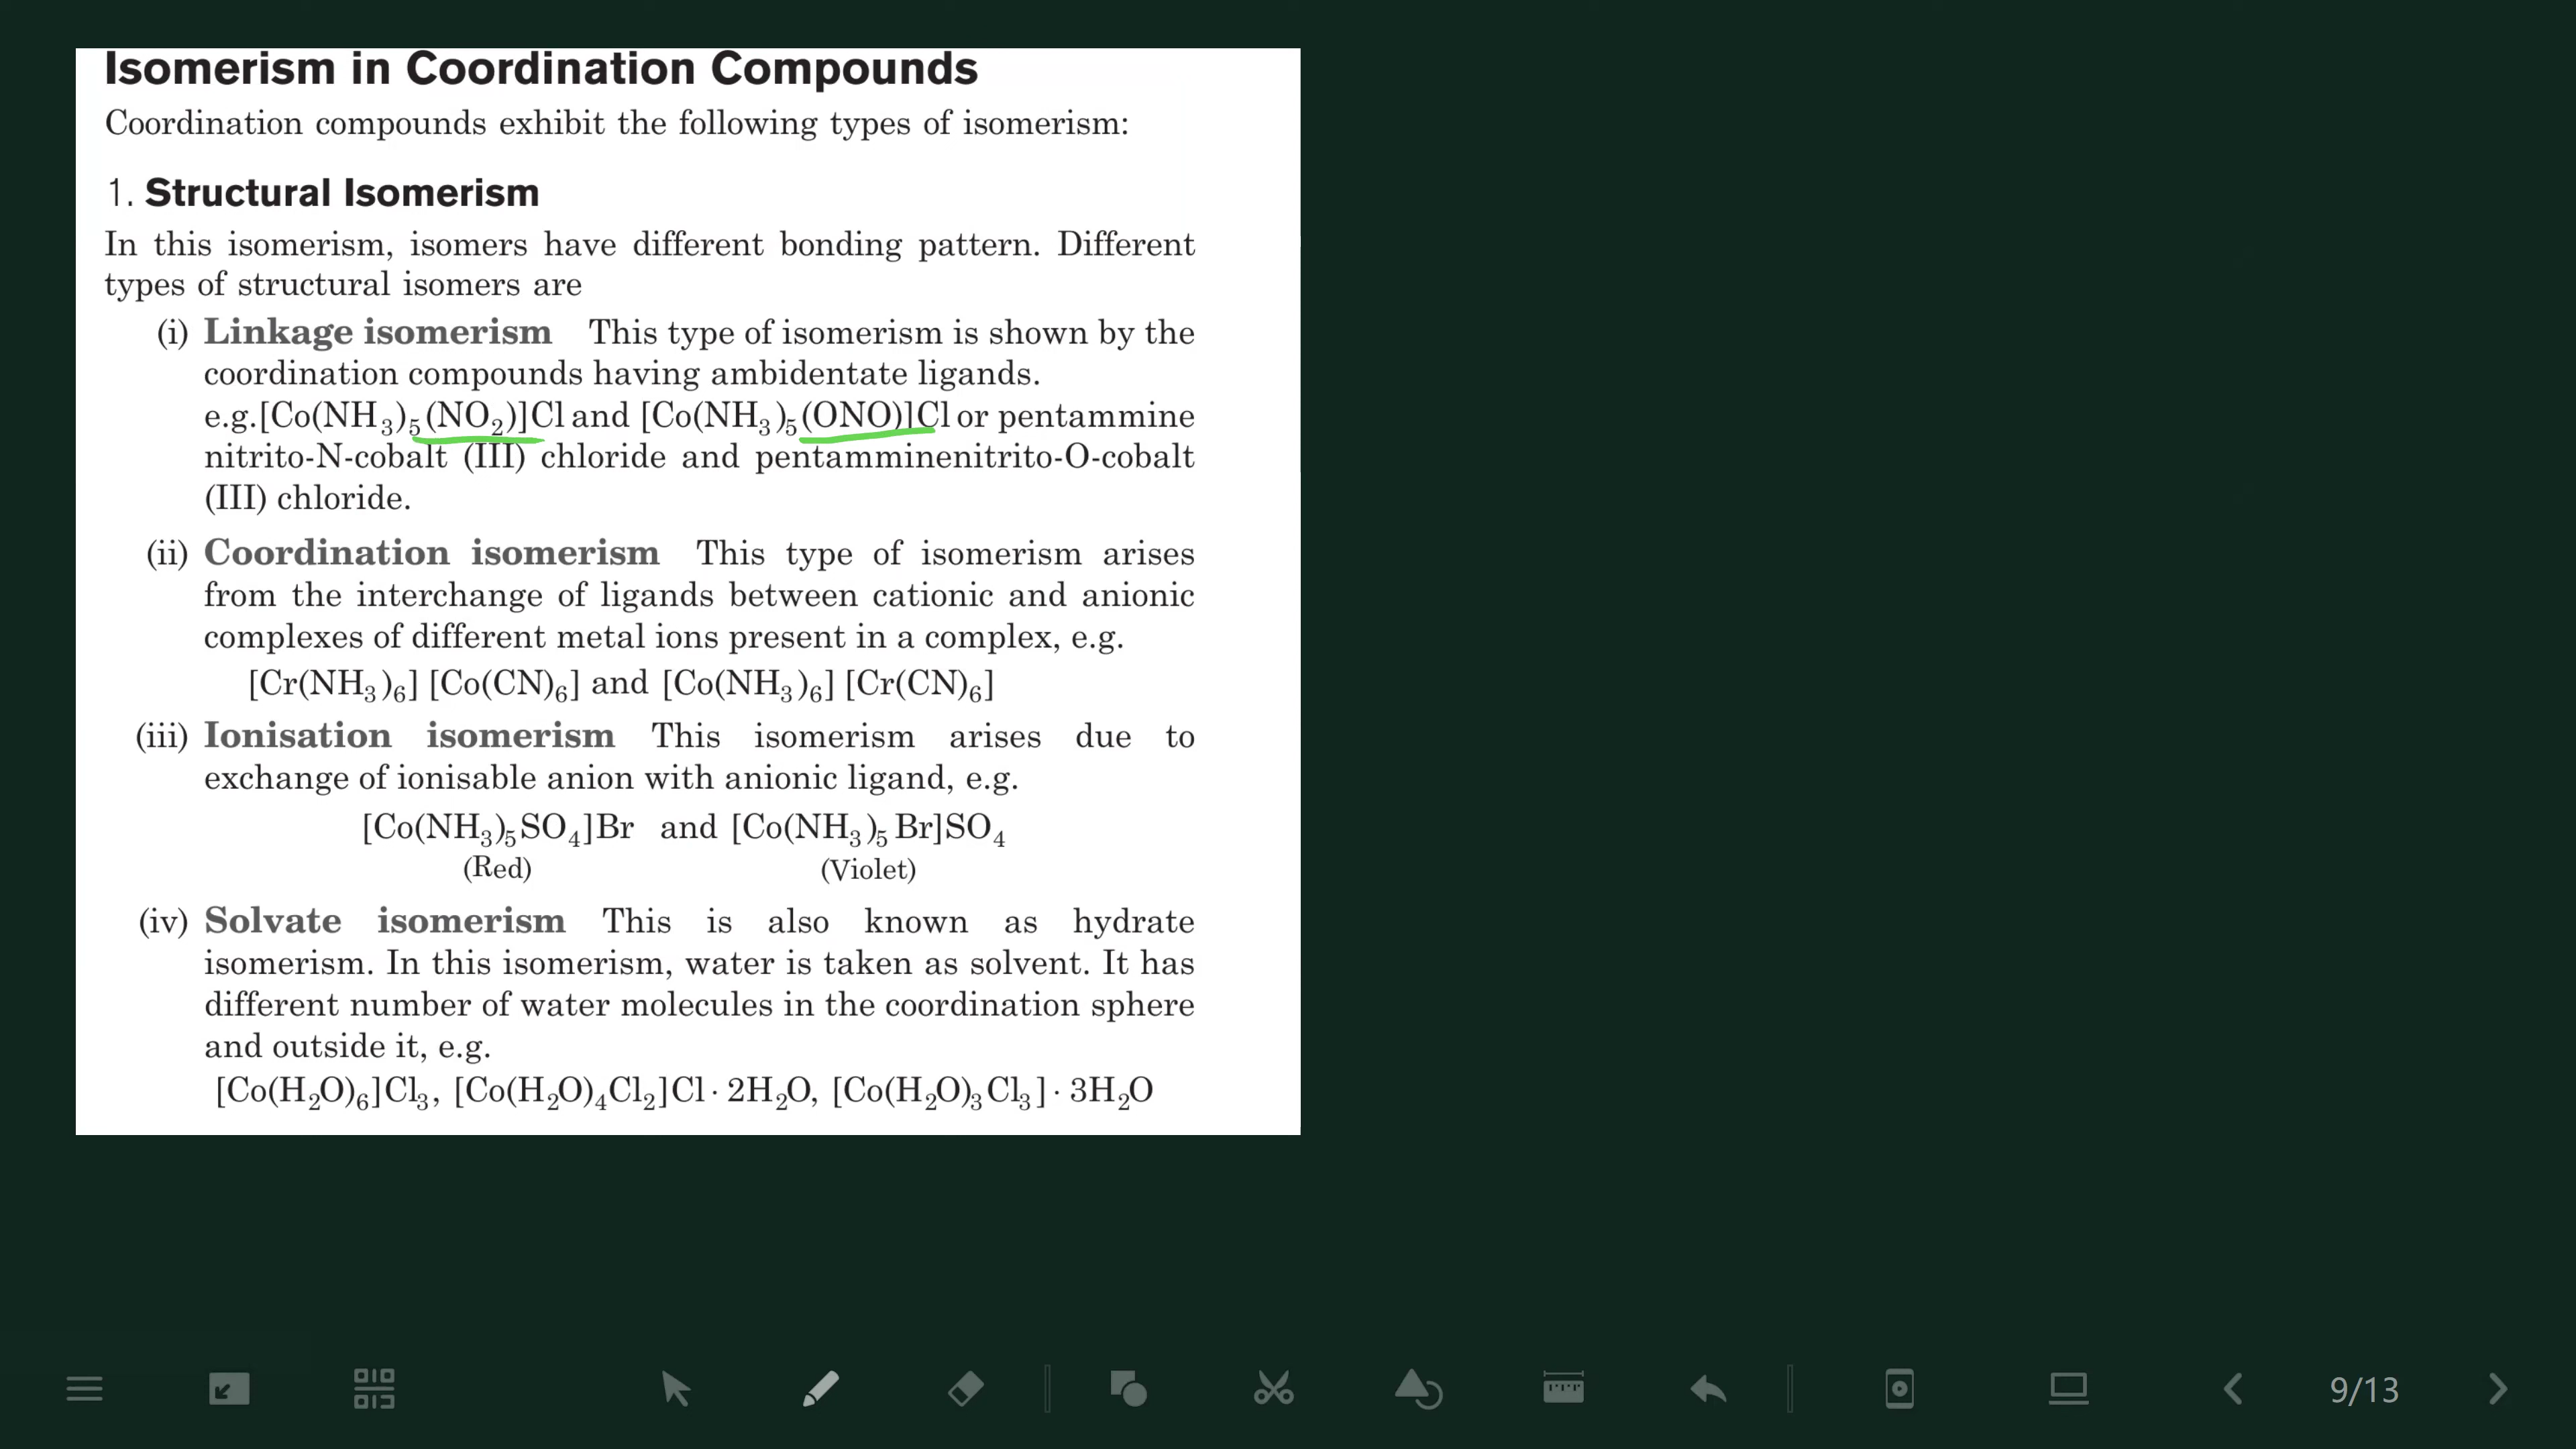 Isomerism in Coordination Compounds
Coordination compounds exhibit the following types of isomerism:
1. Structural Isomerism
In this isomerism, isomers have different bonding pattern. Different
types of structural isomers are
(i) Linkage isomerism This type of isomerism is shown by the
coordination compounds having ambidentate ligands.
e.g.[Co(NH₃)₅(NO₂)]Cl and [Co(NH₃)₅(ONO)]Cl or pentammine
nitrito-N-cobalt (III) chloride and pentamminenitrito-O-cobalt
(III) chloride.
(ii) Coordination isomerism This type of isomerism arises
from the interchange of ligands between cationic and anionic
complexes of different metal ions present in a complex, e.g.
[Cr(NH₃)₆] [Co(CN)₆] and [Co(NH₃)₆] [Cr(CN)₆]
(iii) Ionisation isomerism This isomerism arises due to
exchange of ionisable anion with anionic ligand, e.g.
[Co(NH₃)₅SO₄]Br and [Co(NH₃)₅Br]SO₄
(Red) (Violet)
(iv) Solvate isomerism This is also known as hydrate
isomerism. In this isomerism, water is taken as solvent. It has
different number of water molecules in the coordination sphere
and outside it, e.g.
[Co(H₂O)₆]Cl₃, [Co(H₂O)₄Cl₂]Cl · 2H₂O, [Co(H₂O)₃Cl₃] · 3H₂O
9/13